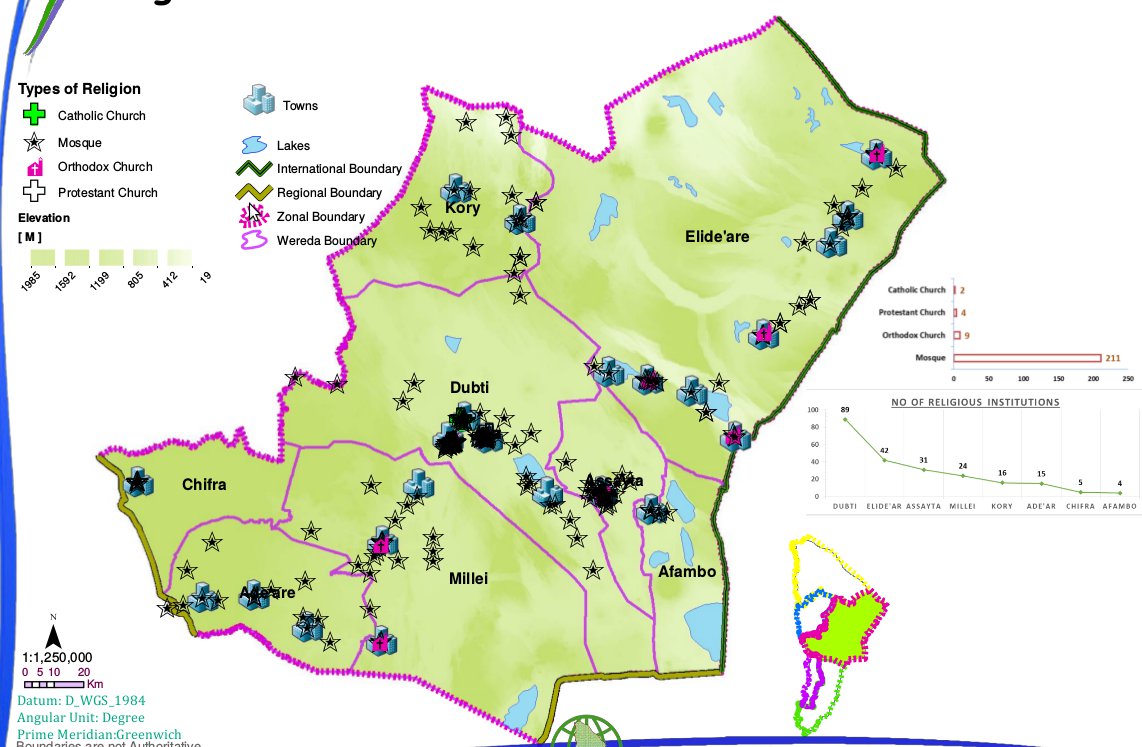 Types of Religion
Catholic Church
Mosque
Orthodox Church
Protestant Church
Elevation
[ M ]
1985 1592 1199 805 412 19
Towns
Lakes
International Boundary
Regional Boundary
Zonal Boundary
Wereda Boundary
Kory
Elide'are
Dubti
Chifra
Assayta
Millei
Afambo
Catholic Church 2
Protestant Church 4
Orthodox Church 9
Mosque 211
0 50 100 150 200 250
NO OF RELIGIOUS INSTITUTIONS
100
80
60
40
20
0
89 42 31 24 16 15 5 4
DUBTI ELIDE'AR ASSAYTA MILLEI KORY ADE'AR CHIFRA AFAMBO
N
1:1,250,000
0 5 10 20
Km
Datum: D_WGS_1984
Angular Unit: Degree
Prime Meridian:Greenwich
Boundaries are not Authoritative